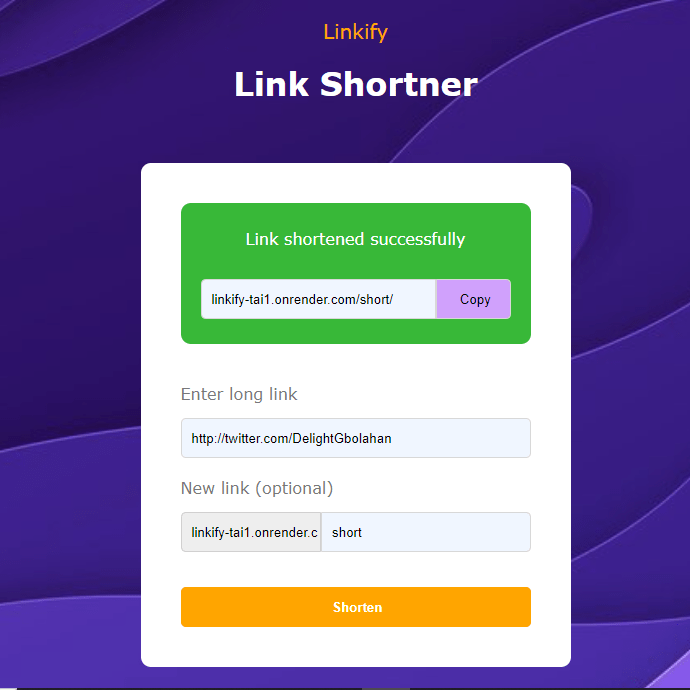 Linkify
Link Shortner
Link shortened successfully
linkify-tai1.onrender.com/short/ Copy
Enter long link
http://twitter.com/DelightGbolahan
New link (optional)
linkify-tai1.onrender.c short
Shorten